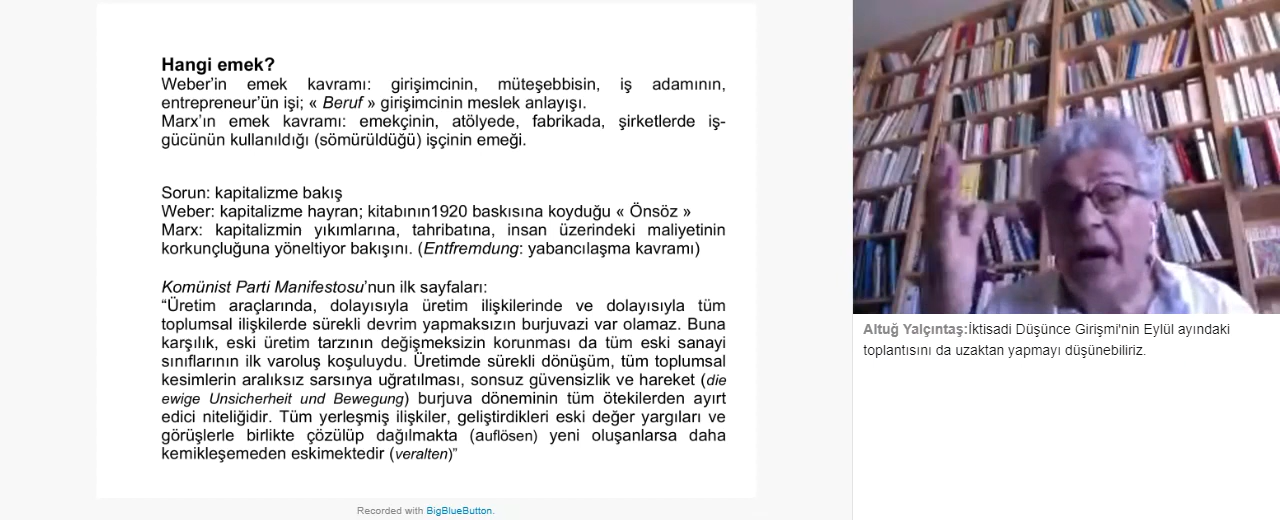 Hangi emek?
Weber'in emek kavramı: girişimcinin, müteşebbisin, iş adamının,
entrepreneur'ün işi; « Beruf » girişimcinin meslek anlayışı.
Marx'ın emek kavramı: emekçinin, atölyede, fabrikada, şirketlerde iş-
gücünün kullanıldığı (sömürüldüğü) işçinin emeği.
Sorun: kapitalizme bakış
Weber: kapitalizme hayran; kitabının1920 baskısına koyduğu « Önsöz »
Marx: kapitalizmin yıkımlarına, tahribatına, insan üzerindeki maliyetinin
korkunçluğuna yöneltiyor bakışını. (Entfremdung: yabancılaşma kavramı)
Komünist Parti Manifestosu'nun ilk sayfaları:
“Üretim araçlarında, dolayısıyla üretim ilişkilerinde ve dolayısıyla tüm
toplumsal ilişkilerde sürekli devrim yapmaksızın burjuvazi var olamaz. Buna
karşılık, eski üretim tarzının değişmeksizin korunması da tüm eski sanayi
sınıflarının ilk varoluş koşuluydu. Üretimde sürekli dönüşüm, tüm toplumsal
kesimlerin aralıksız sarsınya uğratılması, sonsuz güvensizlik ve hareket (die
ewige Unsicherheit und Bewegung) burjuva döneminin tüm ötekilerden ayırt
edici niteliğidir. Tüm yerleşmiş ilişkiler, geliştirdikleri eski değer yargıları ve
görüşlerle birlikte çözülüp dağılmakta (auflösen) yeni oluşanlarsa daha
kemikleşemeden eskimektedir (veralten)”
Recorded with BigBlueButton.
Altuğ Yalçıntaş:İktisadi Düşünce Girişmi'nin Eylül ayındaki
toplantısını da uzaktan yapmayı düşünebiliriz.